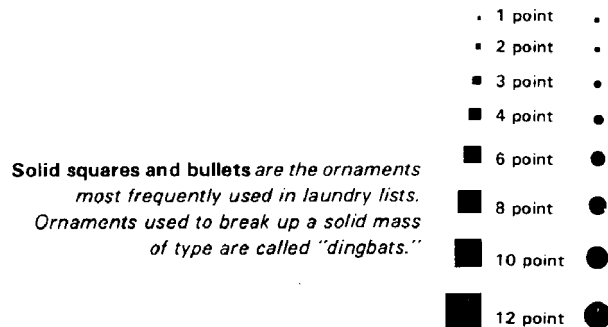 1 point
2 point
3 point
4 point
6 point
Solid squares and bullets are the ornaments
most frequently used in laundry lists.
8 point
Ornaments used to break up a solid mass
of type are called "dingbats."
10 point
12 point